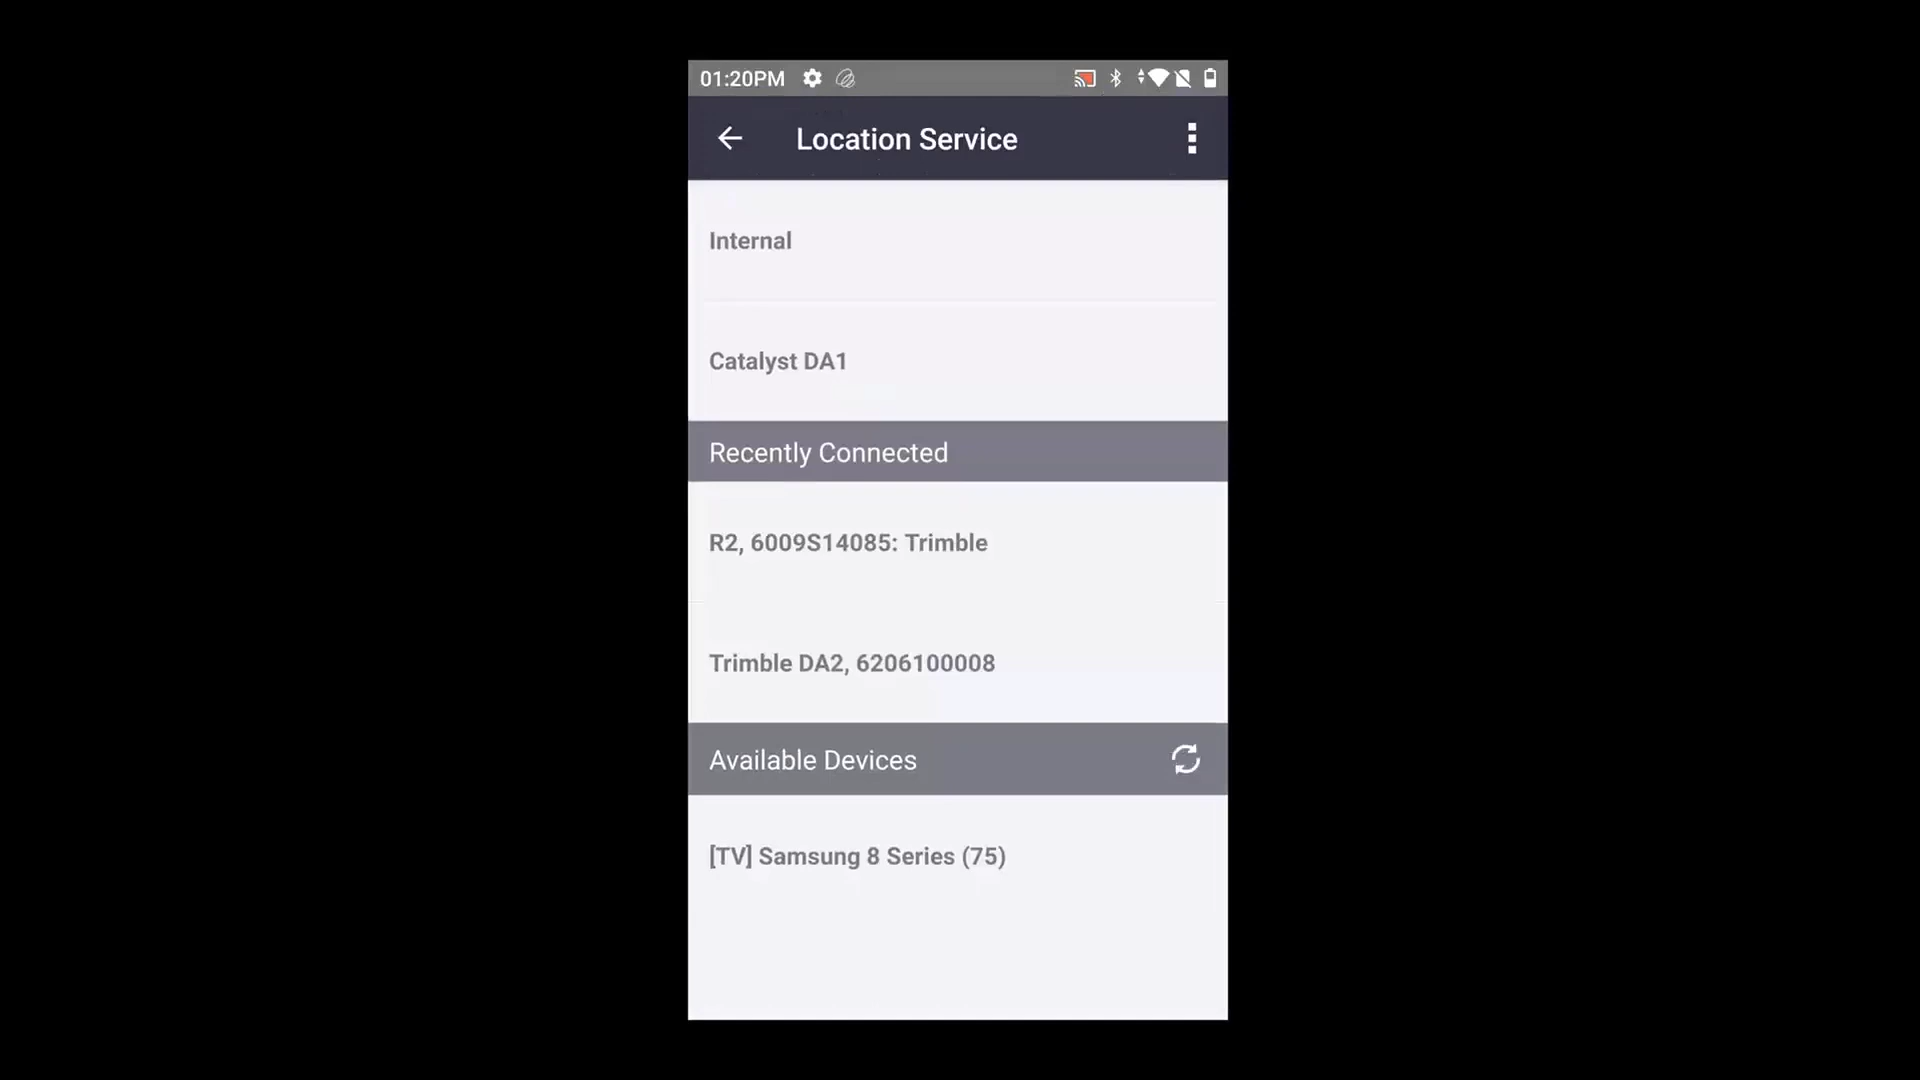 01:20PM
Location Service
Internal
Catalyst DA1
Recently Connected
R2, 6009S14085: Trimble
Trimble DA2, 6206100008
Available Devices
[TV] Samsung 8 Series (75)